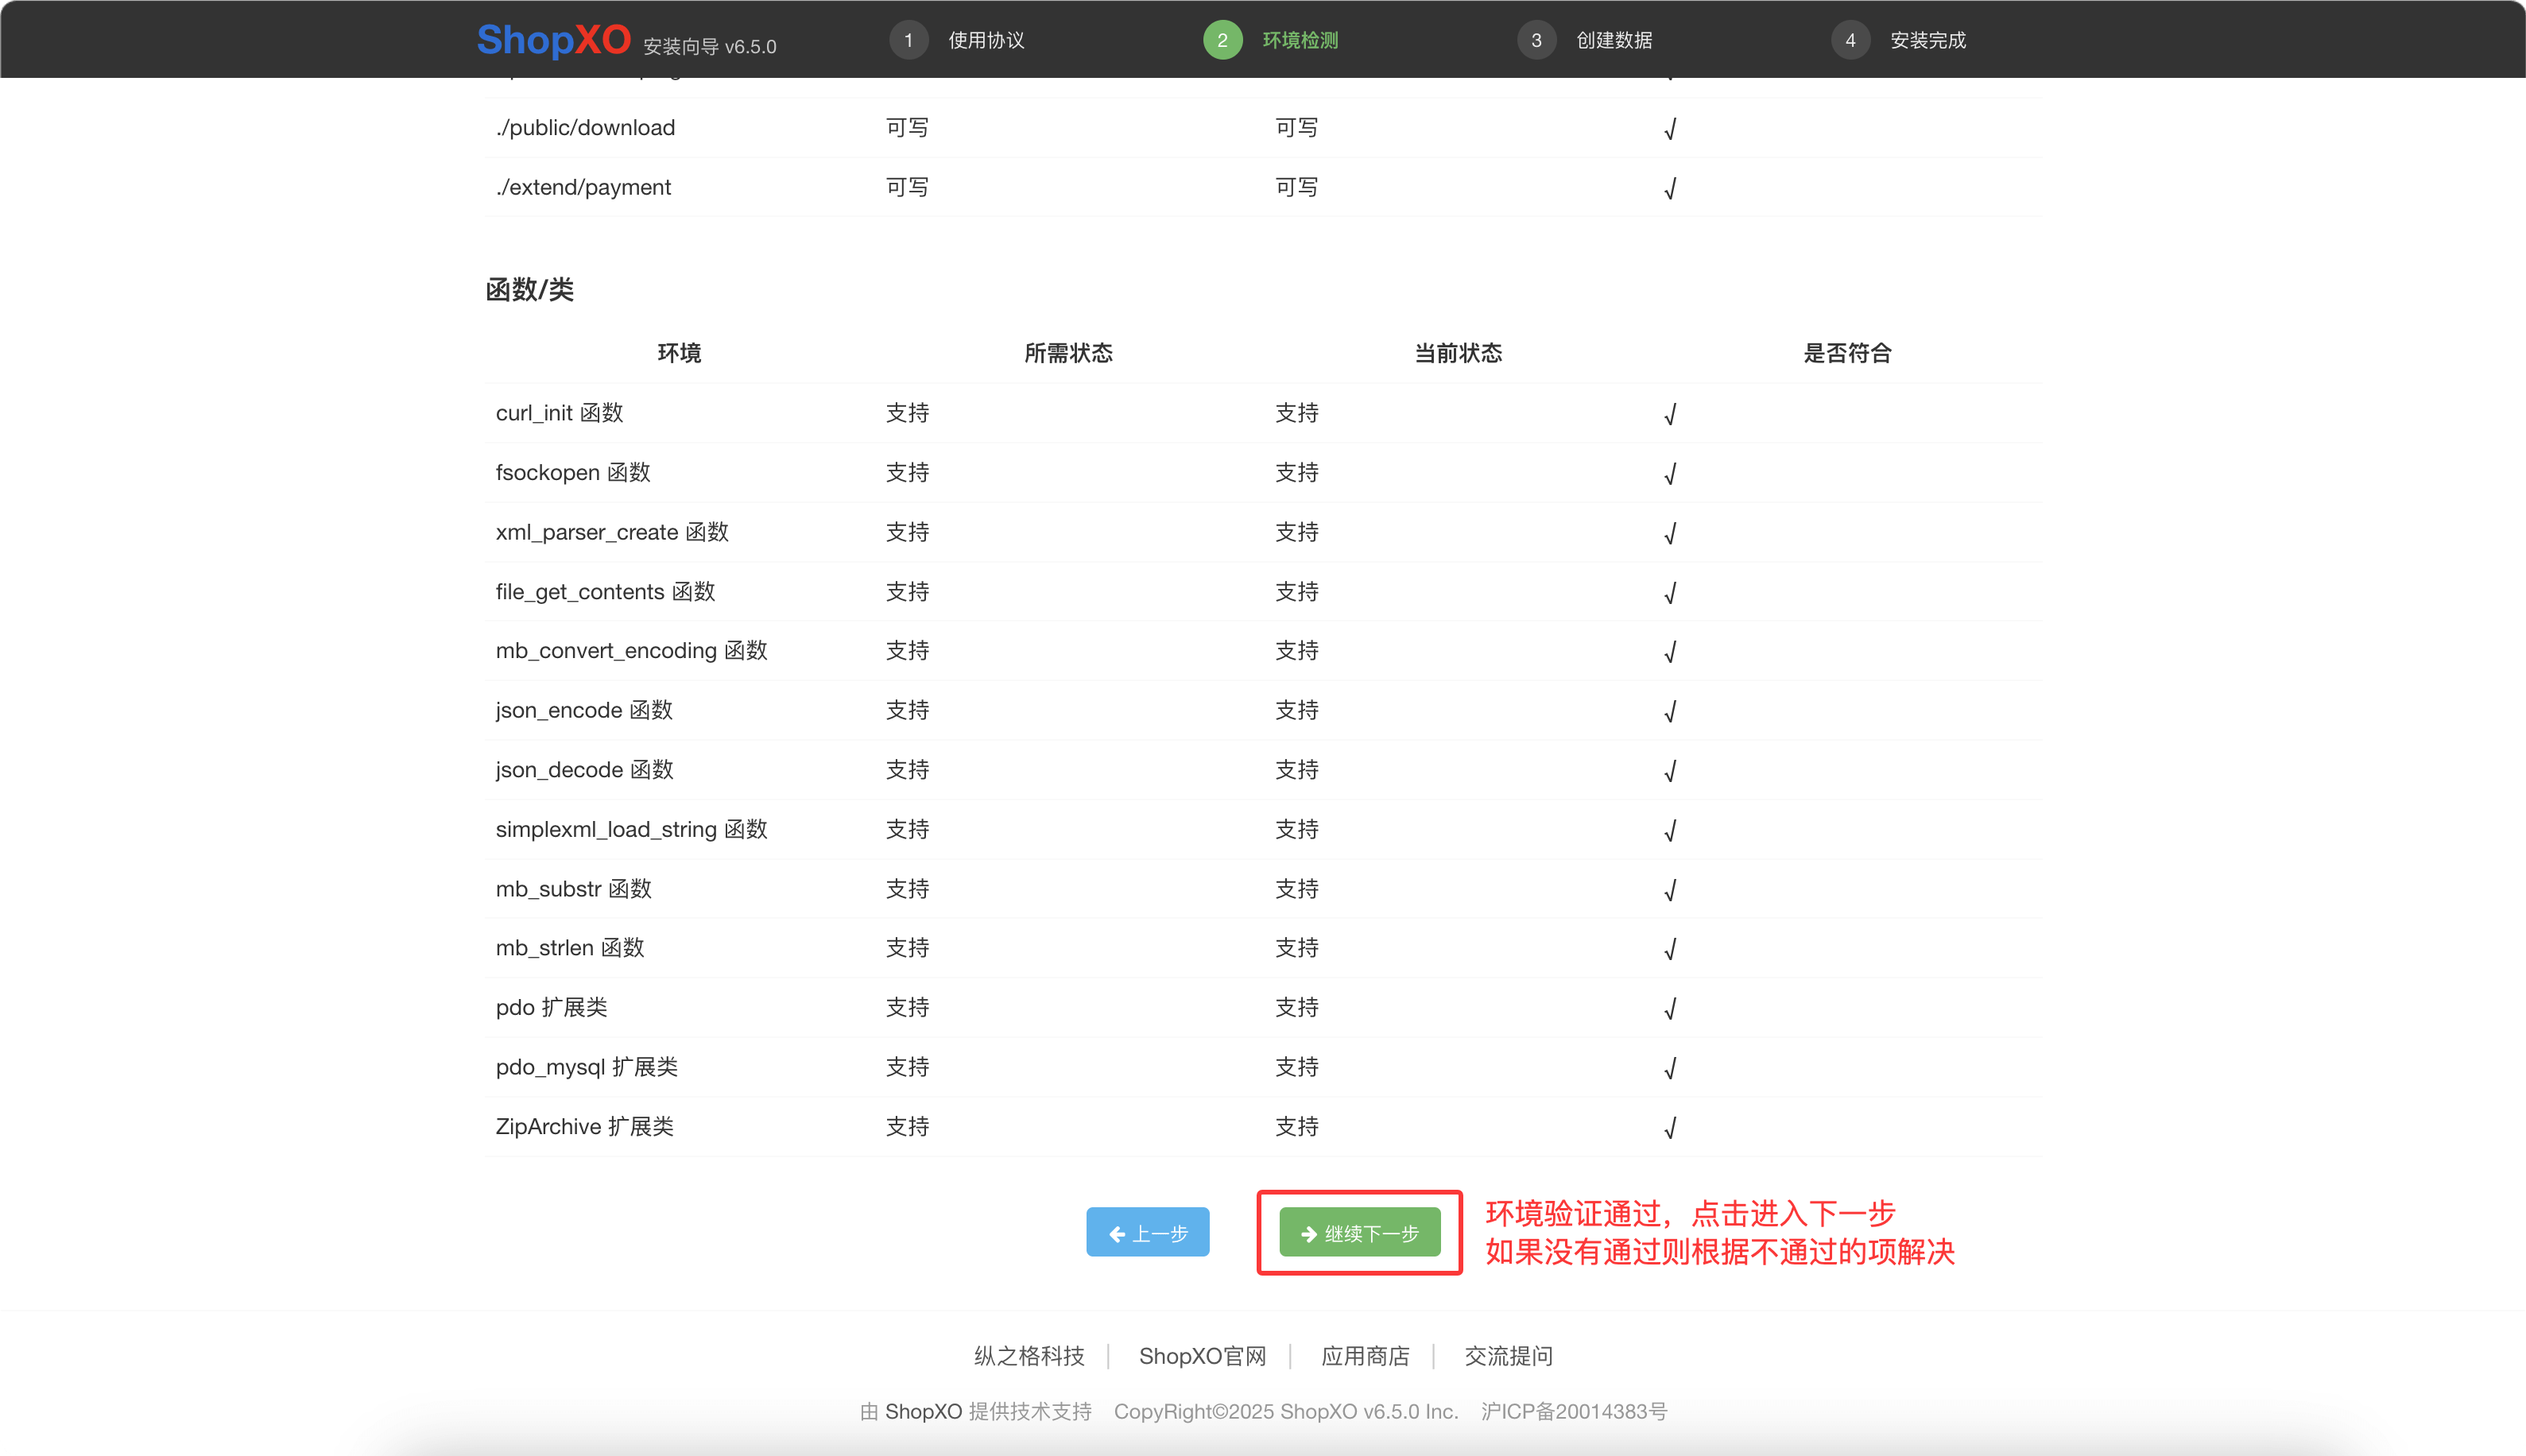 ShopXO 安装向导 v6.5.0 1 使用协议 2 环境检测 3 创建数据 4 安装完成
./public/download 可写 可写 √
./extend/payment 可写 可写 √
函数/类
环境 所需状态 当前状态 是否符合
curl_init 函数 支持 支持 √
fsockopen 函数 支持 支持 √
xml_parser_create 函数 支持 支持 √
file_get_contents 函数 支持 支持 √
mb_convert_encoding 函数 支持 支持 √
json_encode 函数 支持 支持 √
json_decode 函数 支持 支持 √
simplexml_load_string 函数 支持 支持 √
mb_substr 函数 支持 支持 √
mb_strlen 函数 支持 支持 √
pdo 扩展类 支持 支持 √
pdo_mysql 扩展类 支持 支持 √
ZipArchive 扩展类 支持 支持 √
上一步 继续下一步
环境验证通过，点击进入下一步
如果没有通过则根据不通过的项解决
纵之格科技 ShopXO官网 应用商店 交流提问
由 ShopXO 提供技术支持 CopyRight©2025 ShopXO v6.5.0 Inc. 沪ICP备20014383号